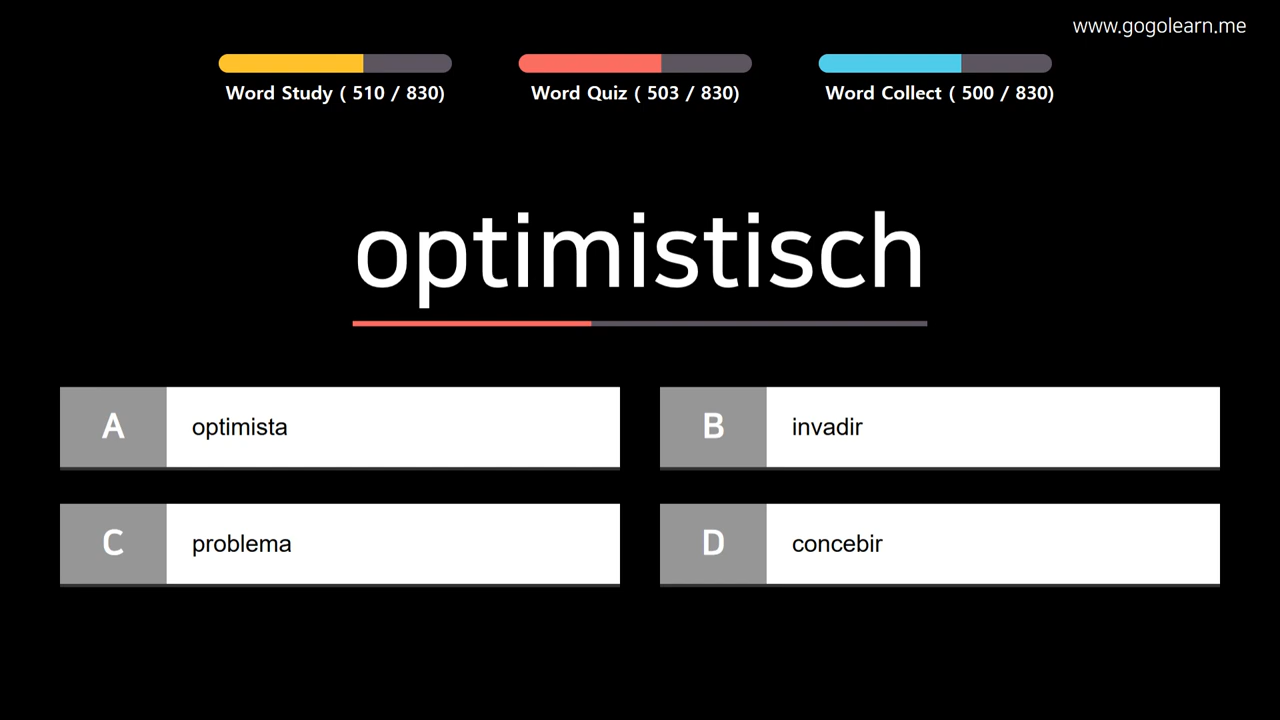 www.gogolearn.me
Word Study ( 510 / 830)
Word Quiz ( 503 / 830)
Word Collect ( 500 / 830)
optimistisch
A optimista
B invadir
C problema
D concebir